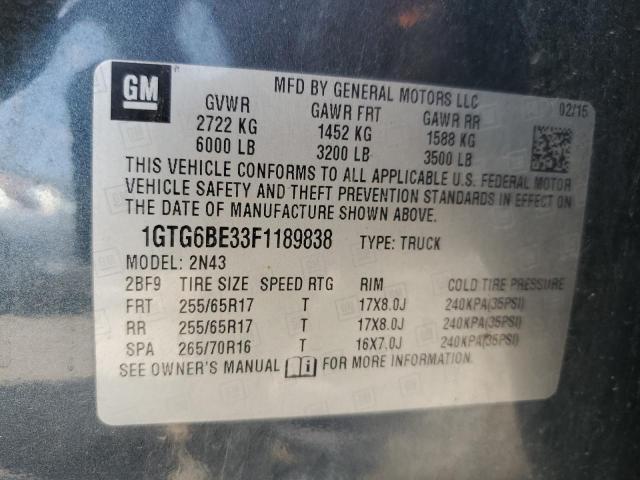 GM
MFD BY GENERAL MOTORS LLC
02/15
GVWR GAWR FRT GAWR RR
2722 KG 1452 KG 1588 KG
6000 LB 3200 LB 3500 LB
THIS VEHICLE CONFORMS TO ALL APPLICABLE U.S. FEDERAL MOTOR
VEHICLE SAFETY AND THEFT PREVENTION STANDARDS IN EFFECT ON
THE DATE OF MANUFACTURE SHOWN ABOVE.
1GTG6BE33F1189838 TYPE: TRUCK
MODEL: 2N43
2BF9 TIRE SIZE SPEED RTG RIM COLD TIRE PRESSURE
FRT 255/65R17 T 17X8.0J 240KPA(35PSI)
RR 255/65R17 T 17X8.0J 240KPA(35PSI)
SPA 265/70R16 T 16X7.0J 240KPA(35PSI)
SEE OWNER'S MANUAL i FOR MORE INFORMATION.